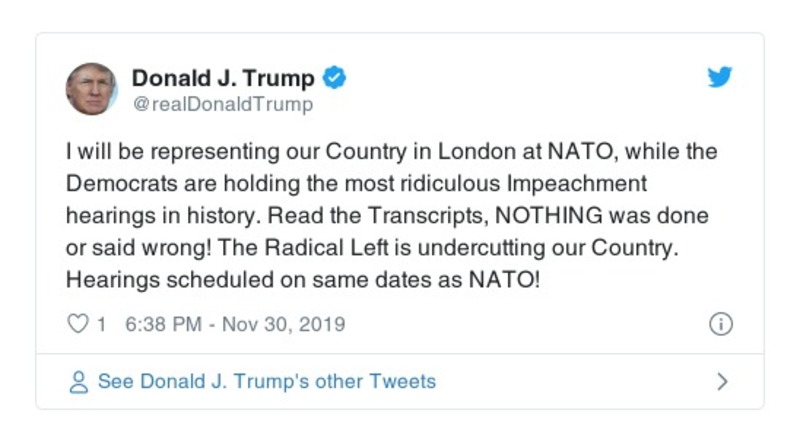 Donald J. Trump
@realDonaldTrump
I will be representing our Country in London at NATO, while the
Democrats are holding the most ridiculous Impeachment
hearings in history. Read the Transcripts, NOTHING was done
or said wrong! The Radical Left is undercutting our Country.
Hearings scheduled on same dates as NATO!
1 6:38 PM - Nov 30, 2019
See Donald J. Trump's other Tweets